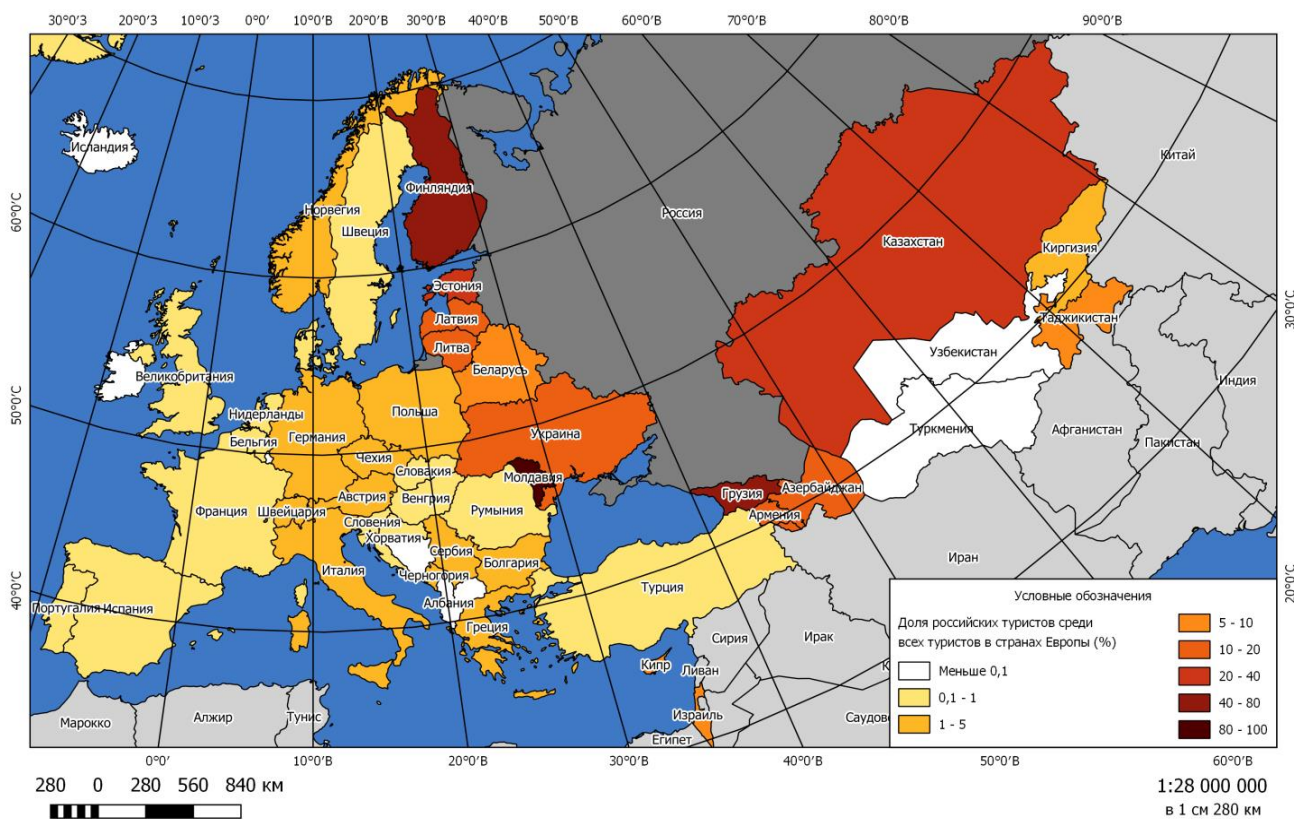 30°0'З 20°0'З 0°0' 0°0'В 10°0'В 20°0'В 30°0'В 40°0'В 50°0'В 60°0'В 70°0'В 80°0'В 90°0'В
Исландия
Китай
Финляндия
60°0'С
Россия
Норвегия
Швеция
Казахстан
Киргизия
Эстония
30°0'С
Латвия
Таджикистан
Литва
Узбекистан
Беларусь
Великобритания
Индия
50°0'С
Нидерланды
Польша
Бельгия
Германия
Украина
Туркмения
Афганистан
Пакистан
Чехия
Словакия
Молдавия
Грузия
Азербайджан
Австрия
Венгрия
Франция
Швейцария
Румыния
Армения
Словения
Хорватия
Сербия
Болгария
Иран
Италия
Черногория
Турция
20°0'С
40°0'С
Албания
Португалия
Испания
Греция
Сирия
Ирак
Кипр
Ливан
Израиль
Марокко
Алжир
Тунис
Египет
Саудов
Условные обозначения
Доля российских туристов среди
всех туристов в странах Европы (%)
Меньше 0,1
0,1 - 1
1 - 5
5 - 10
10 - 20
20 - 40
40 - 80
80 - 100
0°0' 10°0'В 20°0'В 30°0'В 40°0'В 50°0'В 60°0'В
280 0 280 560 840 км
1:28 000 000
в 1 см 280 км